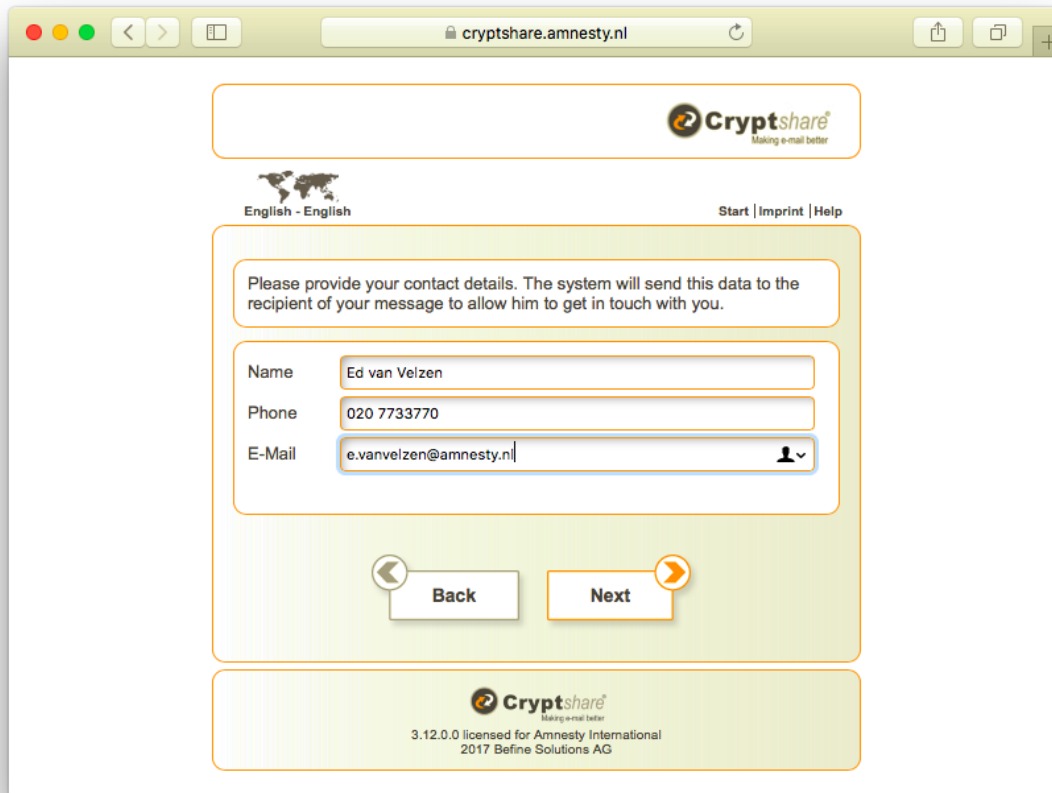 cryptshare.amnesty.nl
Cryptshare
Making e-mail better
English - English
Start | Imprint | Help
Please provide your contact details. The system will send this data to the
recipient of your message to allow him to get in touch with you.
Name Ed van Velzen
Phone 020 7733770
E-Mail e.vanvelzen@amnesty.nl
Back Next
Cryptshare
Making e-mail better
3.12.0.0 licensed for Amnesty International
2017 Befine Solutions AG